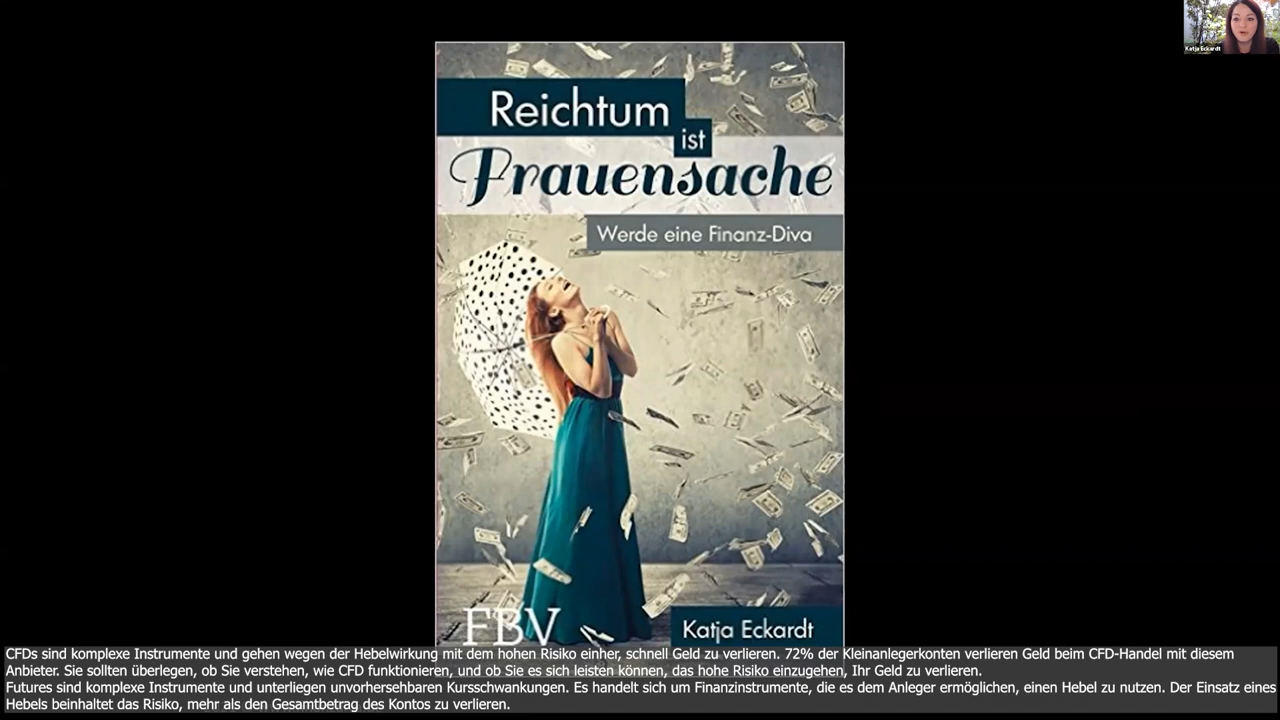 Katja Eckardt
Reichtum
ist
Frauensache
Werde eine Finanz-Diva
FBV
Katja Eckardt
CFDs sind komplexe Instrumente und gehen wegen der Hebelwirkung mit dem hohen Risiko einher, schnell Geld zu verlieren. 72% der Kleinanlegerkonten verlieren Geld beim CFD-Handel mit diesem
Anbieter. Sie sollten überlegen, ob Sie verstehen, wie CFD funktionieren, und ob Sie es sich leisten können, das hohe Risiko einzugehen, Ihr Geld zu verlieren.
Futures sind komplexe Instrumente und unterliegen unvorhersehbaren Kursschwankungen. Es handelt sich um Finanzinstrumente, die es dem Anleger ermöglichen, einen Hebel zu nutzen. Der Einsatz eines
Hebels beinhaltet das Risiko, mehr als den Gesamtbetrag des Kontos zu verlieren.